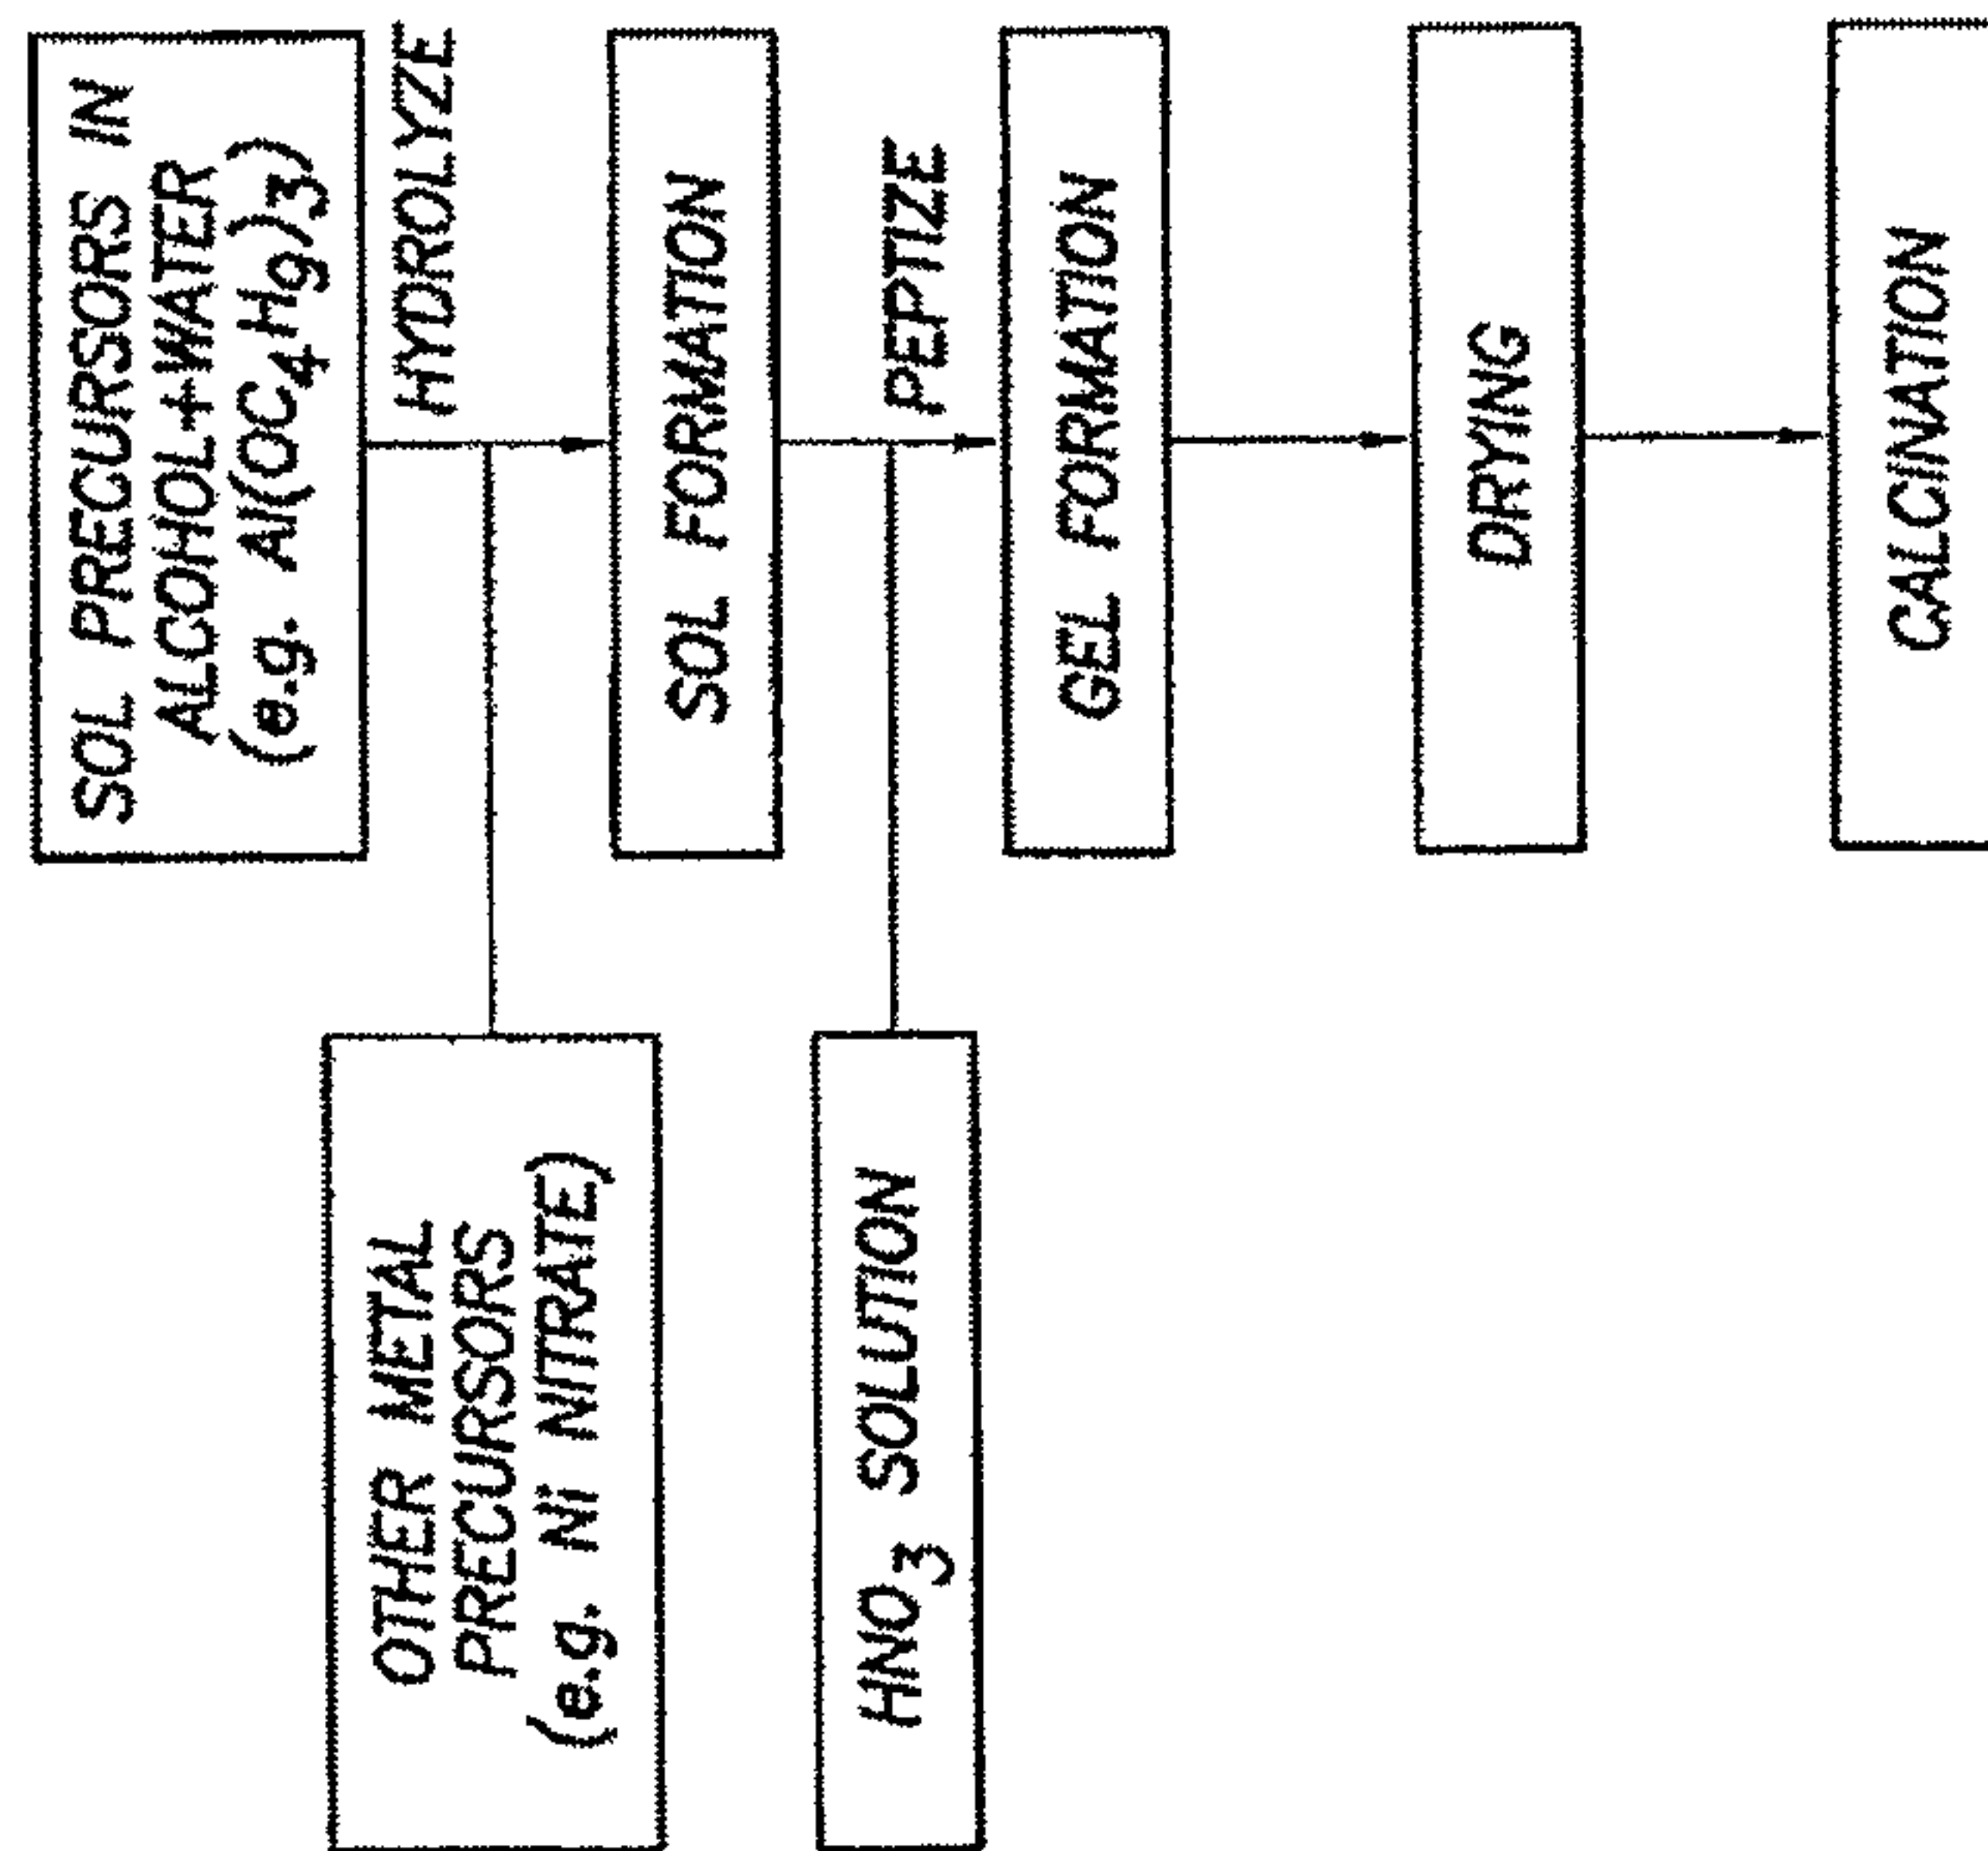 SOL PRECURSORS IN
ALCOHOL+WATER
(e.g. Al(OC4H9)3)
HYDROLYZE
OTHER METAL
PRECURSORS
(e.g. Ni NITRATE)
SOL FORMATION
PEPTIZE
HNO3 SOLUTION
GEL FORMATION
DRYING
CALCINATION